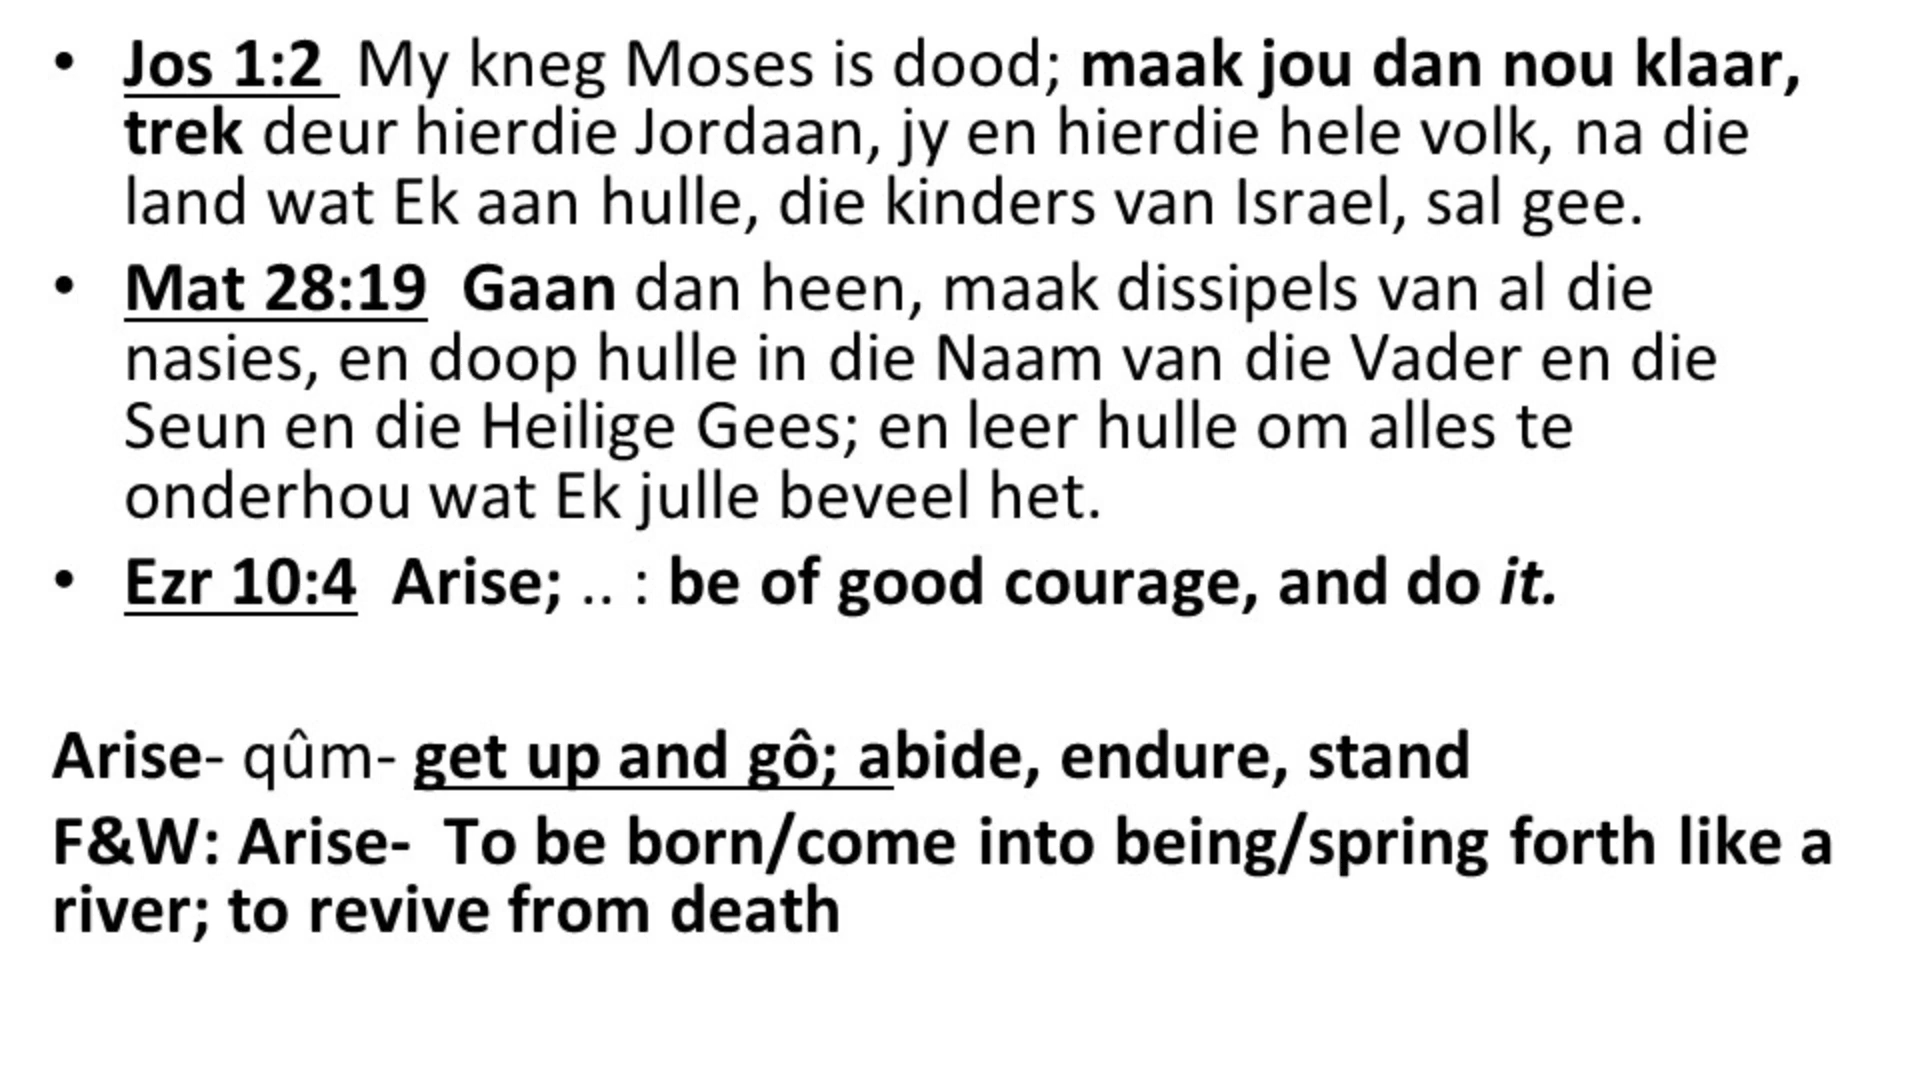 • Jos 1:2  My kneg Moses is dood; maak jou dan nou klaar,
trek deur hierdie Jordaan, jy en hierdie hele volk, na die
land wat Ek aan hulle, die kinders van Israel, sal gee.
• Mat 28:19  Gaan dan heen, maak dissipels van al die
nasies, en doop hulle in die Naam van die Vader en die
Seun en die Heilige Gees; en leer hulle om alles te
onderhou wat Ek julle beveel het.
• Ezr 10:4  Arise; .. : be of good courage, and do it.
Arise- qûm- get up and gô; abide, endure, stand
F&W: Arise-  To be born/come into being/spring forth like a
river; to revive from death